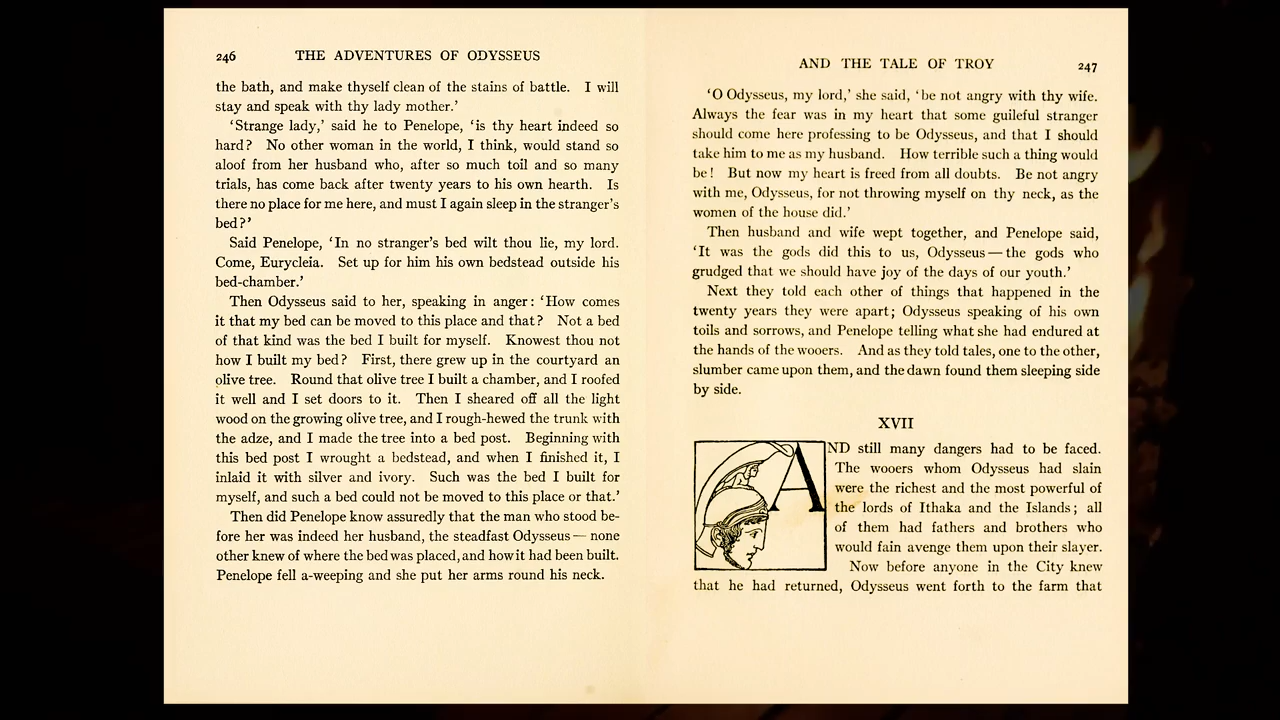 246 THE ADVENTURES OF ODYSSEUS
the bath, and make thyself clean of the stains of battle. I will
stay and speak with thy lady mother.’
‘Strange lady,’ said he to Penelope, ‘is thy heart indeed so
hard? No other woman in the world, I think, would stand so
aloof from her husband who, after so much toil and so many
trials, has come back after twenty years to his own hearth. Is
there no place for me here, and must I again sleep in the stranger’s
bed?’
Said Penelope, ‘In no stranger’s bed wilt thou lie, my lord.
Come, Eurycleia. Set up for him his own bedstead outside his
bed-chamber.’
Then Odysseus said to her, speaking in anger: ‘How comes
it that my bed can be moved to this place and that? Not a bed
of that kind was the bed I built for myself. Knowest thou not
how I built my bed? First, there grew up in the courtyard an
olive tree. Round that olive tree I built a chamber, and I roofed
it well and I set doors to it. Then I sheared off all the light
wood on the growing olive tree, and I rough-hewed the trunk with
the adze, and I made the tree into a bed post. Beginning with
this bed post I wrought a bedstead, and when I finished it, I
inlaid it with silver and ivory. Such was the bed I built for
myself, and such a bed could not be moved to this place or that.’
Then did Penelope know assuredly that the man who stood be-
fore her was indeed her husband, the steadfast Odysseus — none
other knew of where the bed was placed, and how it had been built.
Penelope fell a-weeping and she put her arms round his neck.
AND THE TALE OF TROY 247
‘O Odysseus, my lord,’ she said, ‘be not angry with thy wife.
Always the fear was in my heart that some guileful stranger
should come here professing to be Odysseus, and that I should
take him to me as my husband. How terrible such a thing would
be! But now my heart is freed from all doubts. Be not angry
with me, Odysseus, for not throwing myself on thy neck, as the
women of the house did.’
Then husband and wife wept together, and Penelope said,
‘It was the gods did this to us, Odysseus — the gods who
grudged that we should have joy of the days of our youth.’
Next they told each other of things that happened in the
twenty years they were apart; Odysseus speaking of his own
toils and sorrows, and Penelope telling what she had endured at
the hands of the wooers. And as they told tales, one to the other,
slumber came upon them, and the dawn found them sleeping side
by side.
XVII
AND still many dangers had to be faced.
The wooers whom Odysseus had slain
were the richest and the most powerful of
the lords of Ithaka and the Islands; all
of them had fathers and brothers who
would fain avenge them upon their slayer.
Now before anyone in the City knew
that he had returned, Odysseus went forth to the farm that